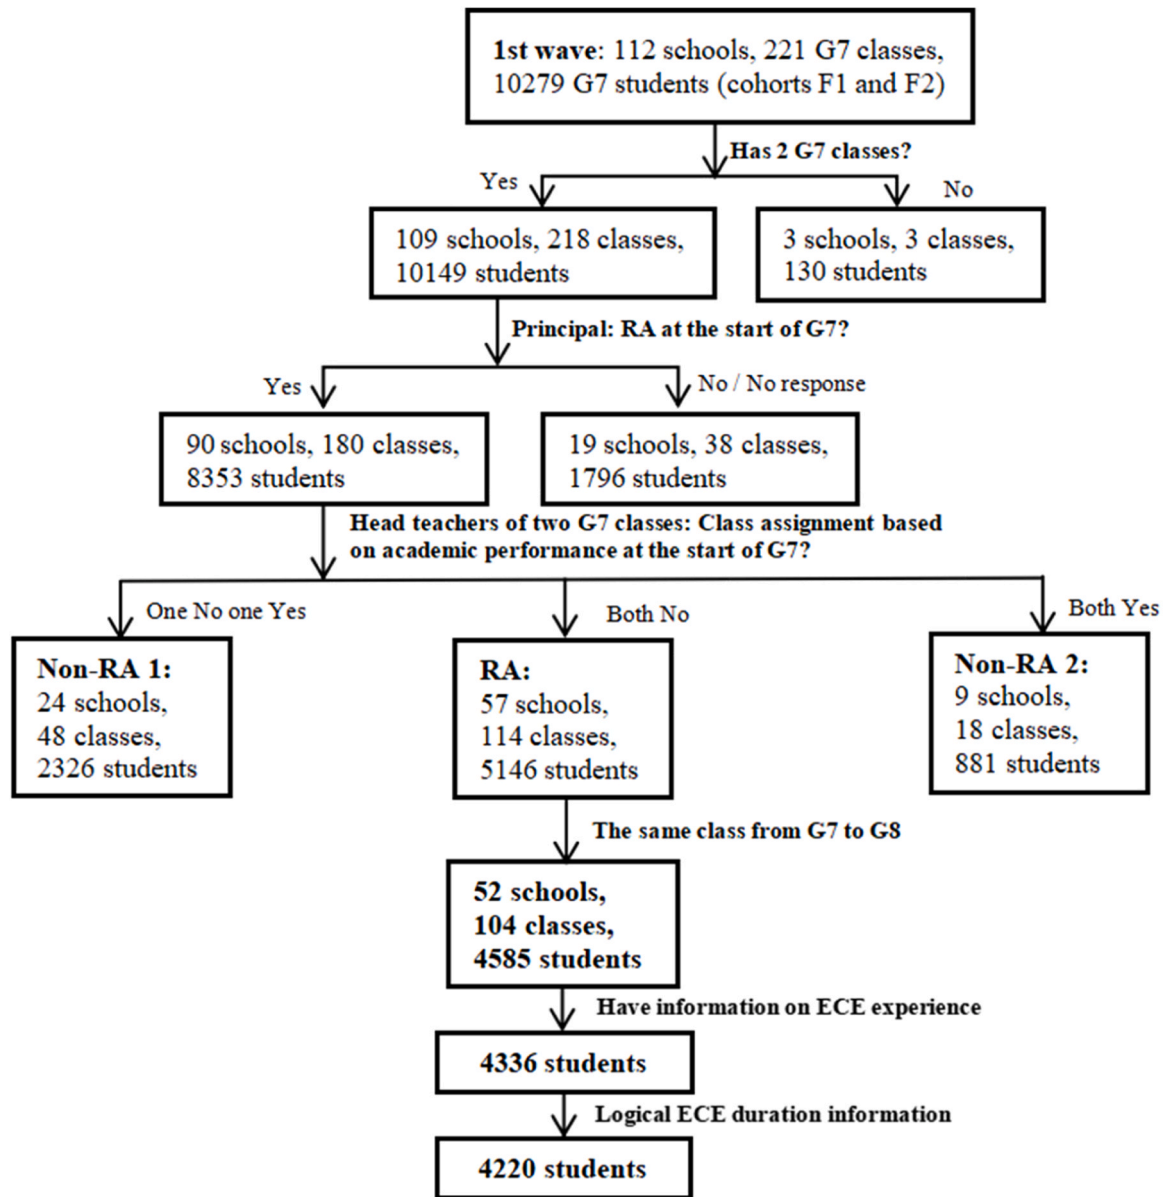 1st wave: 112 schools, 221 G7 classes,
10279 G7 students (cohorts F1 and F2)
Has 2 G7 classes?
Yes
No
109 schools, 218 classes,
10149 students
3 schools, 3 classes,
130 students
Principal: RA at the start of G7?
Yes
No / No response
90 schools, 180 classes,
8353 students
19 schools, 38 classes,
1796 students
Head teachers of two G7 classes: Class assignment based
on academic performance at the start of G7?
One No one Yes
Both No
Both Yes
Non-RA 1:
24 schools,
48 classes,
2326 students
RA:
57 schools,
114 classes,
5146 students
Non-RA 2:
9 schools,
18 classes,
881 students
The same class from G7 to G8
52 schools,
104 classes,
4585 students
Have information on ECE experience
4336 students
Logical ECE duration information
4220 students